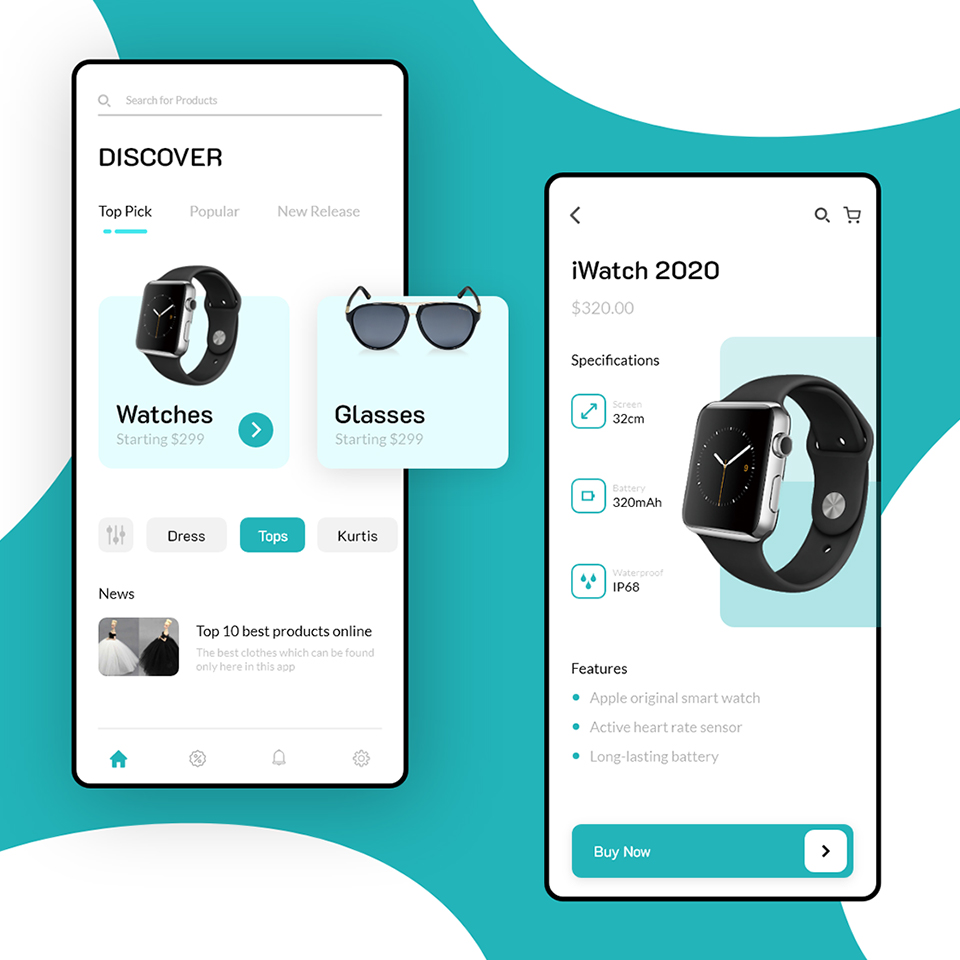 Search for Products
DISCOVER
Top Pick
Popular
New Release
Watches
Starting $299
Glasses
Starting $299
Dress
Tops
Kurtis
News
Top 10 best products online
The best clothes which can be found
only here in this app
iWatch 2020
$320.00
Specifications
Screen
32cm
Battery
320mAh
Waterproof
IP68
Features
Apple original smart watch
Active heart rate sensor
Long-lasting battery
Buy Now